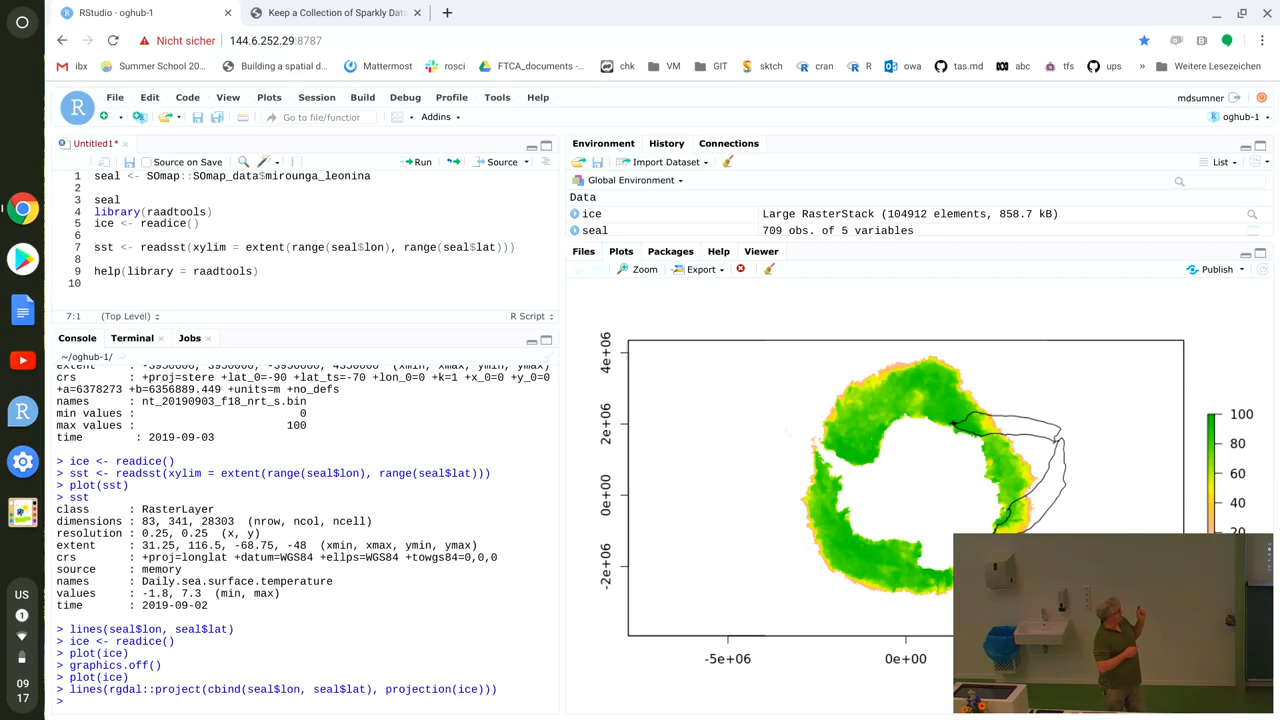 RStudio - oghub-1
Keep a Collection of Sparkly Dat
Nicht sicher
144.6.252.29:8787
ibx
Summer School 20...
Building a spatial d...
Mattermost
rosci
FTCA_documents -...
chk
VM
GIT
sktch
cran
R
owa
tas.md
abc
tfs
ups
»
Weitere Lesezeichen
File Edit Code View Plots Session Build Debug Profile Tools Help
mdsumner
Go to file/function
Addins
oghub-1
Untitled1*
Source on Save
Run
Source
1 seal <- SOmap::SOmap_data$mirounga_leonina
2
3 seal
4 library(raadtools)
5 ice <- readice()
6
7 sst <- readsst(xylim = extent(range(seal$lon), range(seal$lat)))
8
9 help(library = raadtools)
10
7:1 (Top Level) R Script
Console Terminal Jobs
~/oghub-1/
extent : -3950000, 3950000, -3950000, 4350000 (xmin, xmax, ymin, ymax)
crs : +proj=stere +lat_0=-90 +lat_ts=-70 +lon_0=0 +k=1 +x_0=0 +y_0=0
+a=6378273 +b=6356889.449 +units=m +no_defs
names : nt_20190903_f18_nrt_s.bin
min values : 0
max values : 100
time : 2019-09-03
> ice <- readice()
> sst <- readsst(xylim = extent(range(seal$lon), range(seal$lat)))
> plot(sst)
> sst
class : RasterLayer
dimensions : 83, 341, 28303 (nrow, ncol, ncell)
resolution : 0.25, 0.25 (x, y)
extent : 31.25, 116.5, -68.75, -48 (xmin, xmax, ymin, ymax)
crs : +proj=longlat +datum=WGS84 +ellps=WGS84 +towgs84=0,0,0
source : memory
names : Daily.sea.surface.temperature
values : -1.8, 7.3 (min, max)
time : 2019-09-02
> lines(seal$lon, seal$lat)
> ice <- readice()
> plot(ice)
> graphics.off()
> plot(ice)
> lines(rgdal::project(cbind(seal$lon, seal$lat), projection(ice)))
>
Environment History Connections
Import Dataset
List
Global Environment
Data
ice Large RasterStack (104912 elements, 858.7 kB)
seal 709 obs. of 5 variables
Files Plots Packages Help Viewer
Zoom Export Publish
4e+06
2e+06
0e+00
-2e+06
-5e+06
0e+00
100
80
60
40
20
US
1
09
17